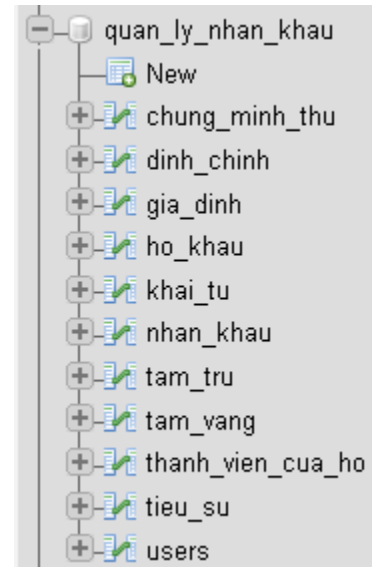 quan_ly_nhan_khau
New
chung_minh_thu
dinh_chinh
gia_dinh
ho_khau
khai_tu
nhan_khau
tam_tru
tam_vang
thanh_vien_cua_ho
tieu_su
users